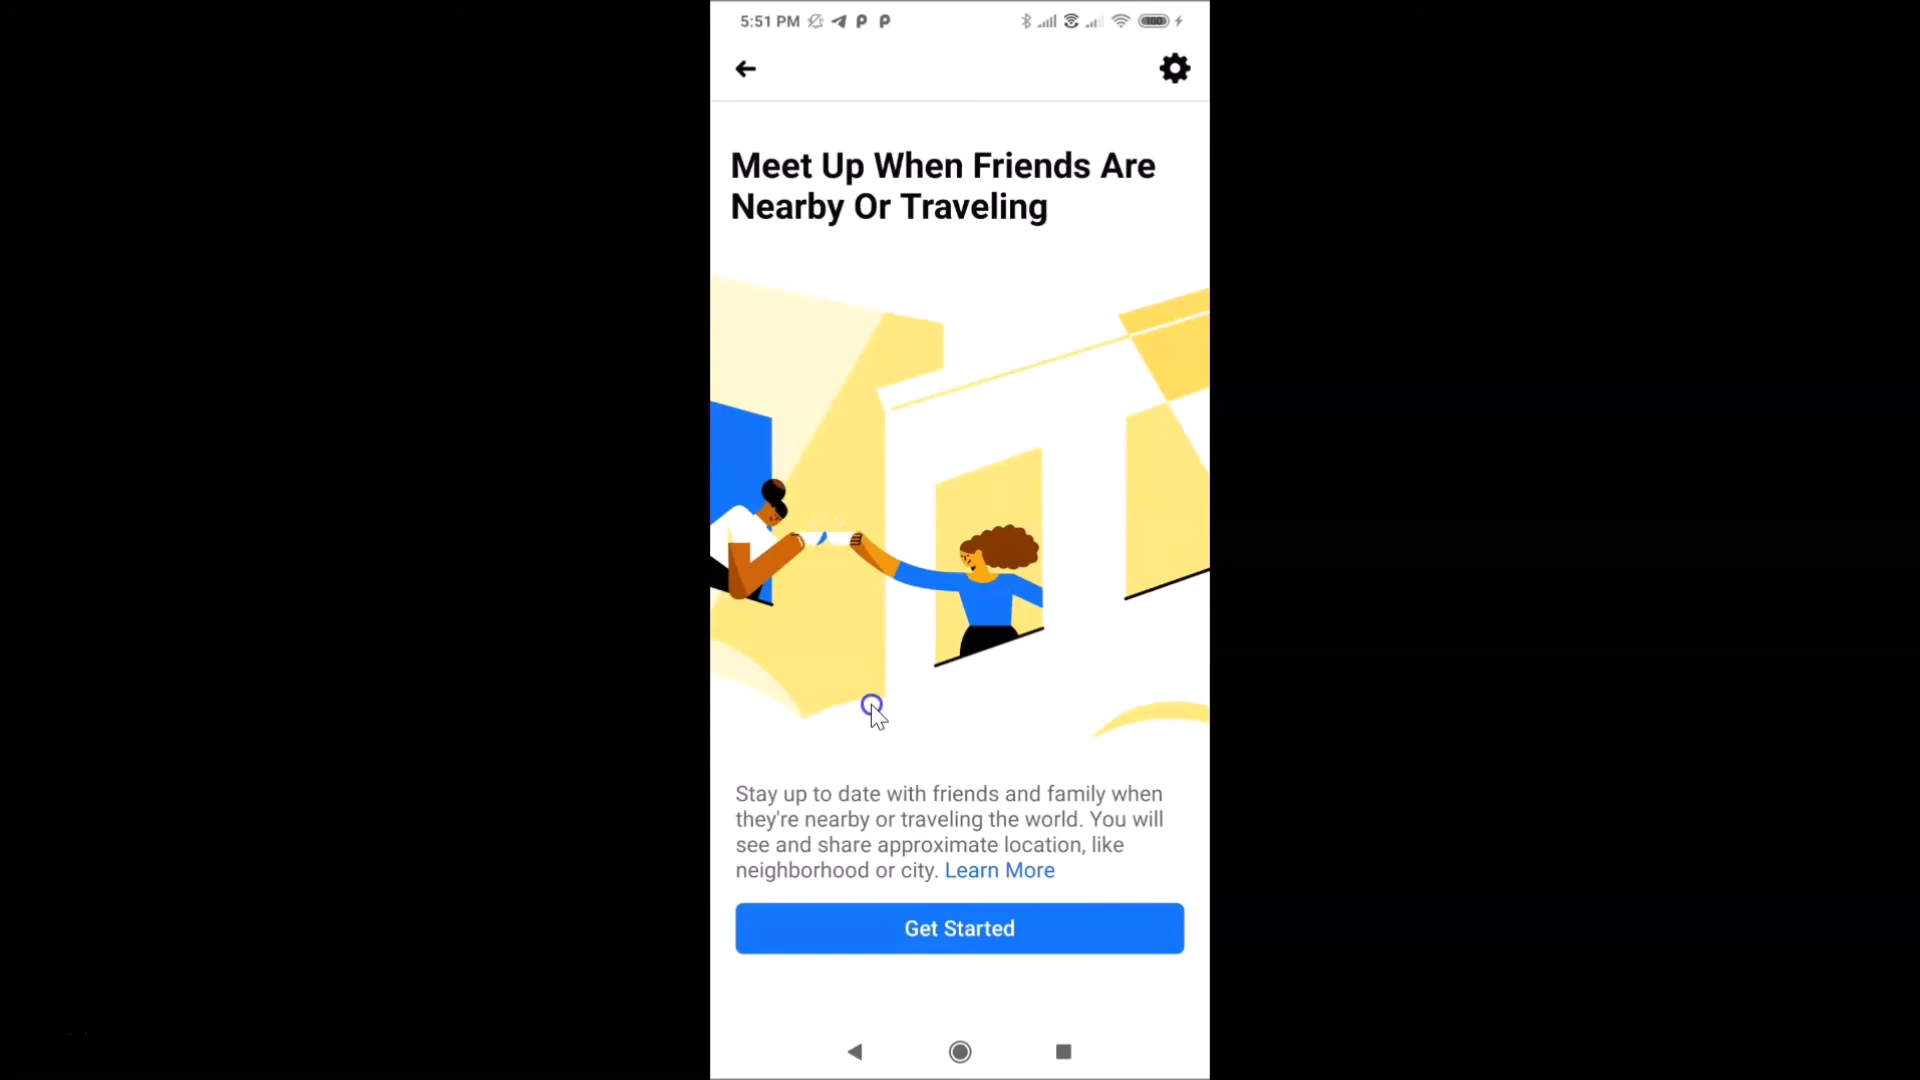 5:51 PM
Meet Up When Friends Are
Nearby Or Traveling
Stay up to date with friends and family when
they're nearby or traveling the world. You will
see and share approximate location, like
neighborhood or city. Learn More
Get Started